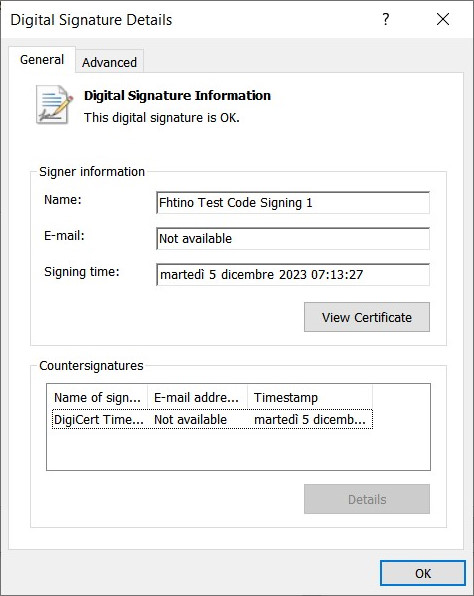 Digital Signature Details
?
General
Advanced
Digital Signature Information
This digital signature is OK.
Signer information
Name:
Fhtino Test Code Signing 1
E-mail:
Not available
Signing time:
martedì 5 dicembre 2023 07:13:27
View Certificate
Countersignatures
Name of sign... E-mail addre... Timestamp
DigiCert Time... Not available martedì 5 dicemb...
Details
OK